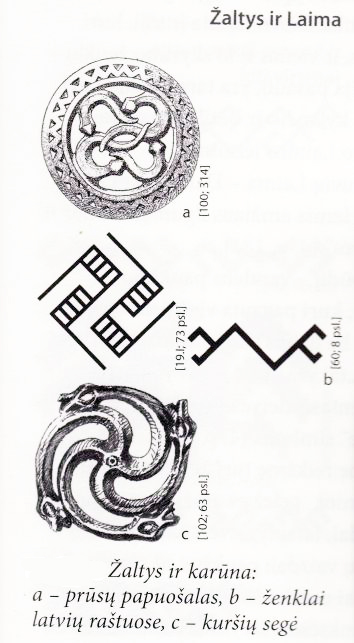 Žaltys ir Laima
a
[100; 314]
[19.I; 73 psl.]
[60; 8 psl.]
b
c
[102; 63 psl.]
Žaltys ir karūna:
a – prūsų papuošalas, b – ženklai
latvių raštuose, c – kuršių segė